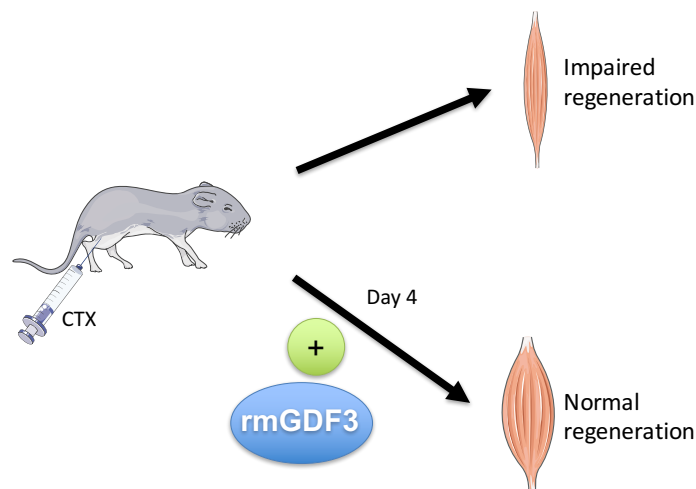 Impaired
regeneration
CTX
Day 4
+
rmGDF3
Normal
regeneration